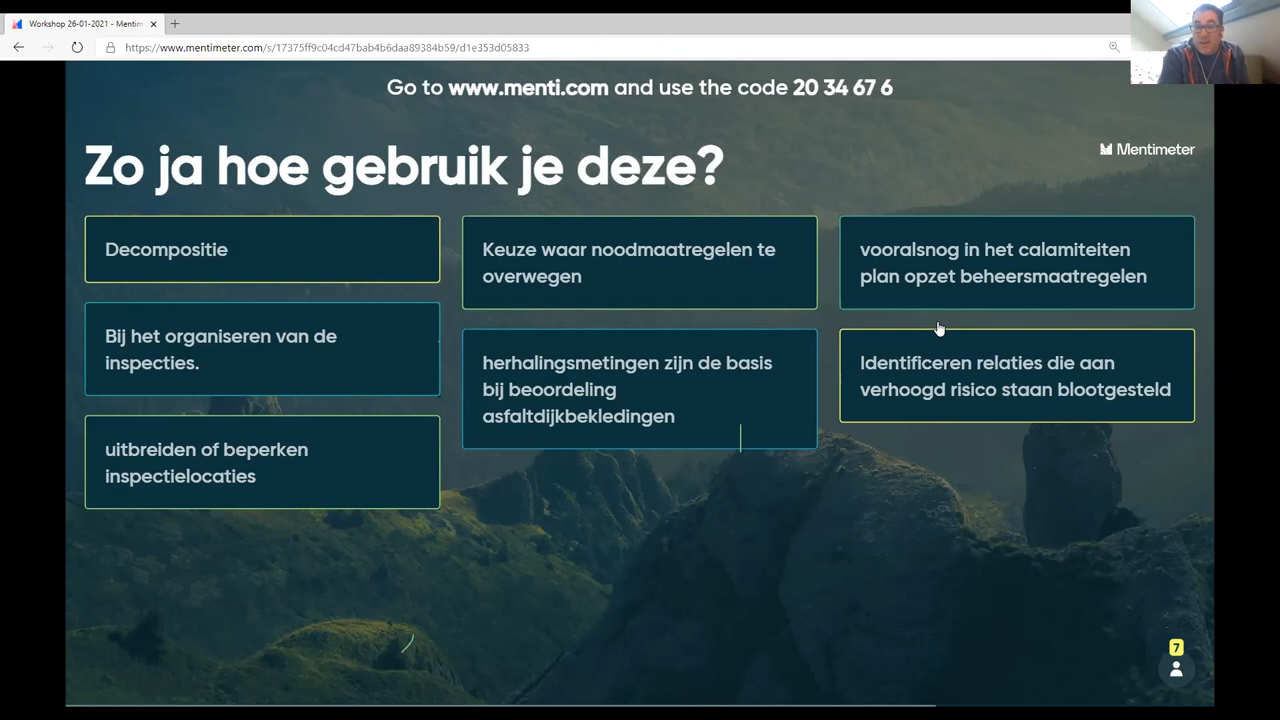 Workshop 26-01-2021 - Mentim
https://www.mentimeter.com/s/17375ff9c04cd47bab4b6daa89384b59/d1e353d05833
Go to www.menti.com and use the code 20 34 67 6
Zo ja hoe gebruik je deze?
Mentimeter
Decompositie
Bij het organiseren van de
inspecties.
uitbreiden of beperken
inspectielocaties
Keuze waar noodmaatregelen te
overwegen
herhalingsmetingen zijn de basis
bij beoordeling
asfaltdijkbekledingen
vooralsnog in het calamiteiten
plan opzet beheersmaatregelen
Identificeren relaties die aan
verhoogd risico staan blootgesteld
7